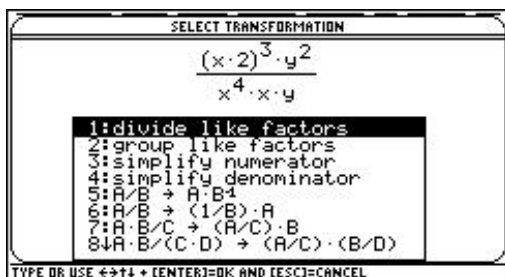 SELECT TRANSFORMATION
(x·2)³·y²
x⁴·x·y
1:divide like factors
2:group like factors
3:simplify numerator
4:simplify denominator
5:A/B → A·B⁻¹
6:A/B → (1/B)·A
7:A·B/C → (A/C)·B
8↓A·B/(C·D) → (A/C)·(B/D)
TYPE OR USE ←→↑↓ + [ENTER]=OK AND [ESC]=CANCEL